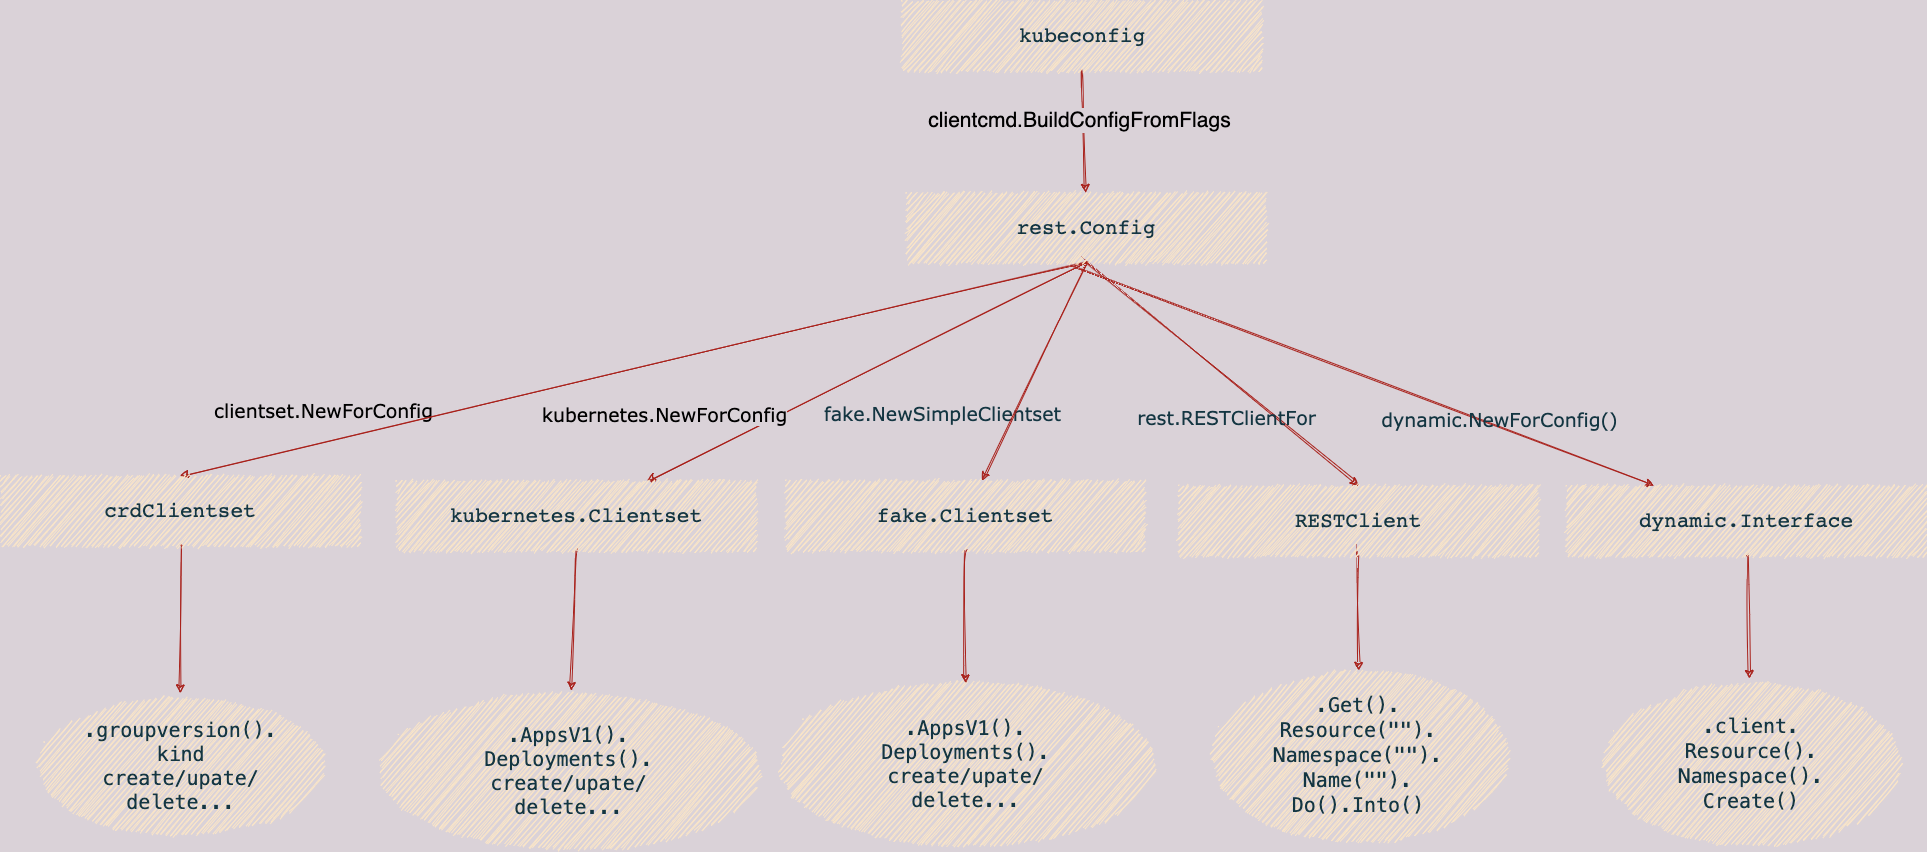 kubeconfig
clientcmd.BuildConfigFromFlags
rest.Config
clientset.NewForConfig
kubernetes.NewForConfig
fake.NewSimpleClientset
rest.RESTClientFor
dynamic.NewForConfig()
crdClientset
kubernetes.Clientset
fake.Clientset
RESTClient
dynamic.Interface
.groupversion().
kind
create/upate/
delete...
.AppsV1().
Deployments().
create/upate/
delete...
.AppsV1().
Deployments().
create/upate/
delete...
.Get().
Resource("").
Namespace("").
Name("").
Do().Into()
.client.
Resource().
Namespace().
Create()